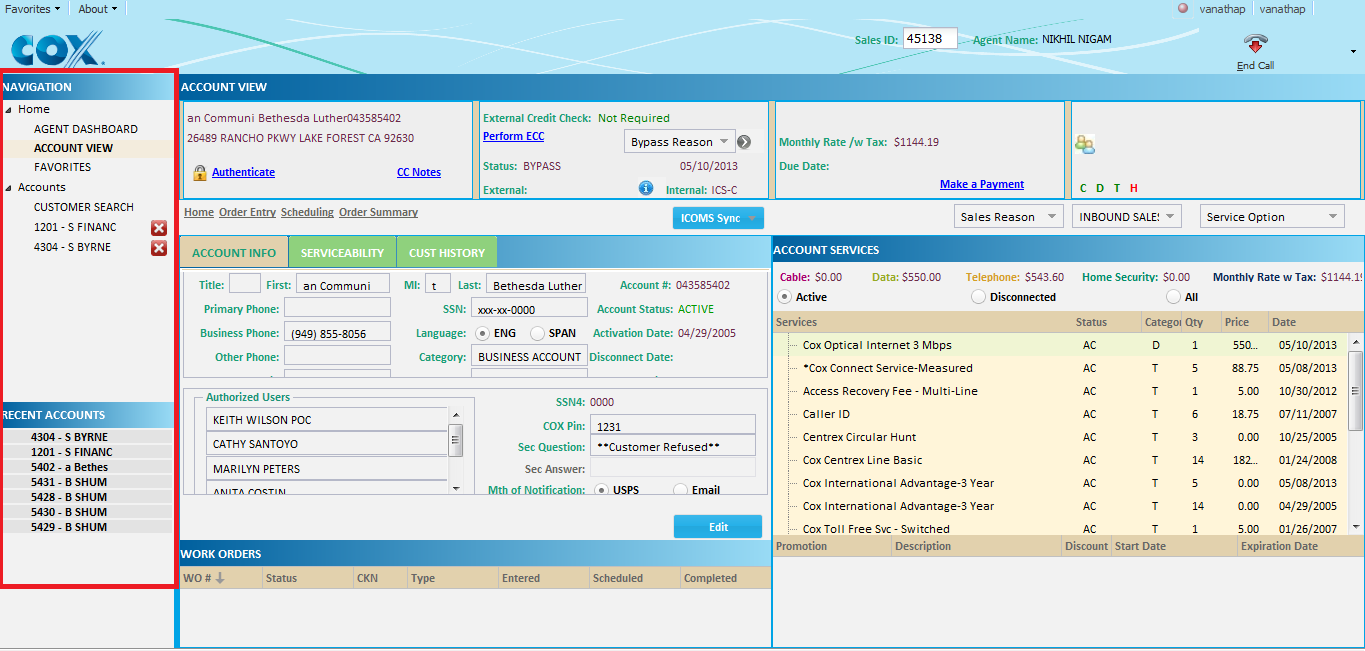 Favorites About vanathap vanathap
COX Sales ID: 45138 Agent Name: NIKHIL NIGAM
End Call
NAVIGATION
Home
AGENT DASHBOARD
ACCOUNT VIEW
FAVORITES
Accounts
CUSTOMER SEARCH
1201 - S FINANC
4304 - S BYRNE
RECENT ACCOUNTS
4304 - S BYRNE
1201 - S FINANC
5402 - a Bethes
5431 - B SHUM
5428 - B SHUM
5430 - B SHUM
5429 - B SHUM
ACCOUNT VIEW
an Communi Bethesda Luther043585402
26489 RANCHO PKWY LAKE FOREST CA 92630
Authenticate CC Notes
External Credit Check: Not Required
Perform ECC Bypass Reason
Status: BYPASS 05/10/2013
External: Internal: ICS-C
Monthly Rate /w Tax: $1144.19
Due Date:
Make a Payment
C D T H
Home Order Entry Scheduling Order Summary ICOMS Sync Sales Reason INBOUND SALE Service Option
ACCOUNT INFO SERVICEABILITY CUST HISTORY
Title: First: an Communi MI: t Last: Bethesda Luther Account #: 043585402
Primary Phone: SSN: xxx-xx-0000 Account Status: ACTIVE
Business Phone: (949) 855-8056 Language: ENG SPAN Activation Date: 04/29/2005
Other Phone: Category: BUSINESS ACCOUNT Disconnect Date:
Authorized Users
KEITH WILSON POC
CATHY SANTOYO
MARILYN PETERS
ANITA COSTIN
SSN4: 0000
COX Pin: 1231
Sec Question: **Customer Refused**
Sec Answer:
Mth of Notification: USPS Email
Edit
WORK ORDERS
WO # Status CKN Type Entered Scheduled Completed
ACCOUNT SERVICES
Cable: $0.00 Data: $550.00 Telephone: $543.60 Home Security: $0.00 Monthly Rate w Tax: $1144.19
Active Disconnected All
Services Status Catego Qty Price Date
Cox Optical Internet 3 Mbps AC D 1 550... 05/10/2013
*Cox Connect Service-Measured AC T 5 88.75 05/08/2013
Access Recovery Fee - Multi-Line AC T 1 5.00 10/30/2012
Caller ID AC T 6 18.75 07/11/2007
Centrex Circular Hunt AC T 3 0.00 10/25/2005
Cox Centrex Line Basic AC T 14 182... 01/24/2008
Cox International Advantage-3 Year AC T 5 0.00 05/08/2013
Cox International Advantage-3 Year AC T 14 0.00 04/29/2005
Cox Toll Free Svc - Switched AC T 1 5.00 01/26/2007
Promotion Description Discount Start Date Expiration Date